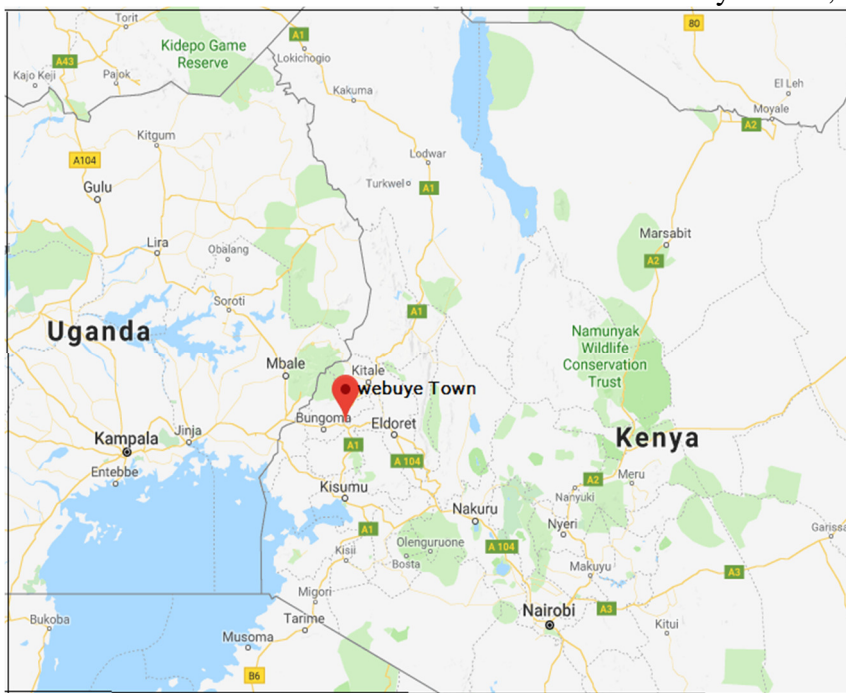 Torit
A1
80
Kidepo Game
Reserve
A43
Lokichogio
Kajo Keji
Pajok
El Leh
Kakuma
Moyale
A2
Kitgum
Lodwar
A104
Turkwel
A1
Gulu
Marsabit
Lira
Obalang
A2
Soroti
A1
Uganda
Namunyak
Wildlife
Conservation
Trust
Mbale
Kitale
webuye Town
Bungoma
Eldoret
Kampala
Jinja
A1
Kenya
A 104
Entebbe
Meru
A2
Kisumu
Nanyuki
Nakuru
A1
Nyeri
Garissa
Olenguruone
A 104
Kisii
Bosta
Makuyu
A3
Migori
Nairobi
A3
Bukoba
Tarime
Kitui
Musoma
B6